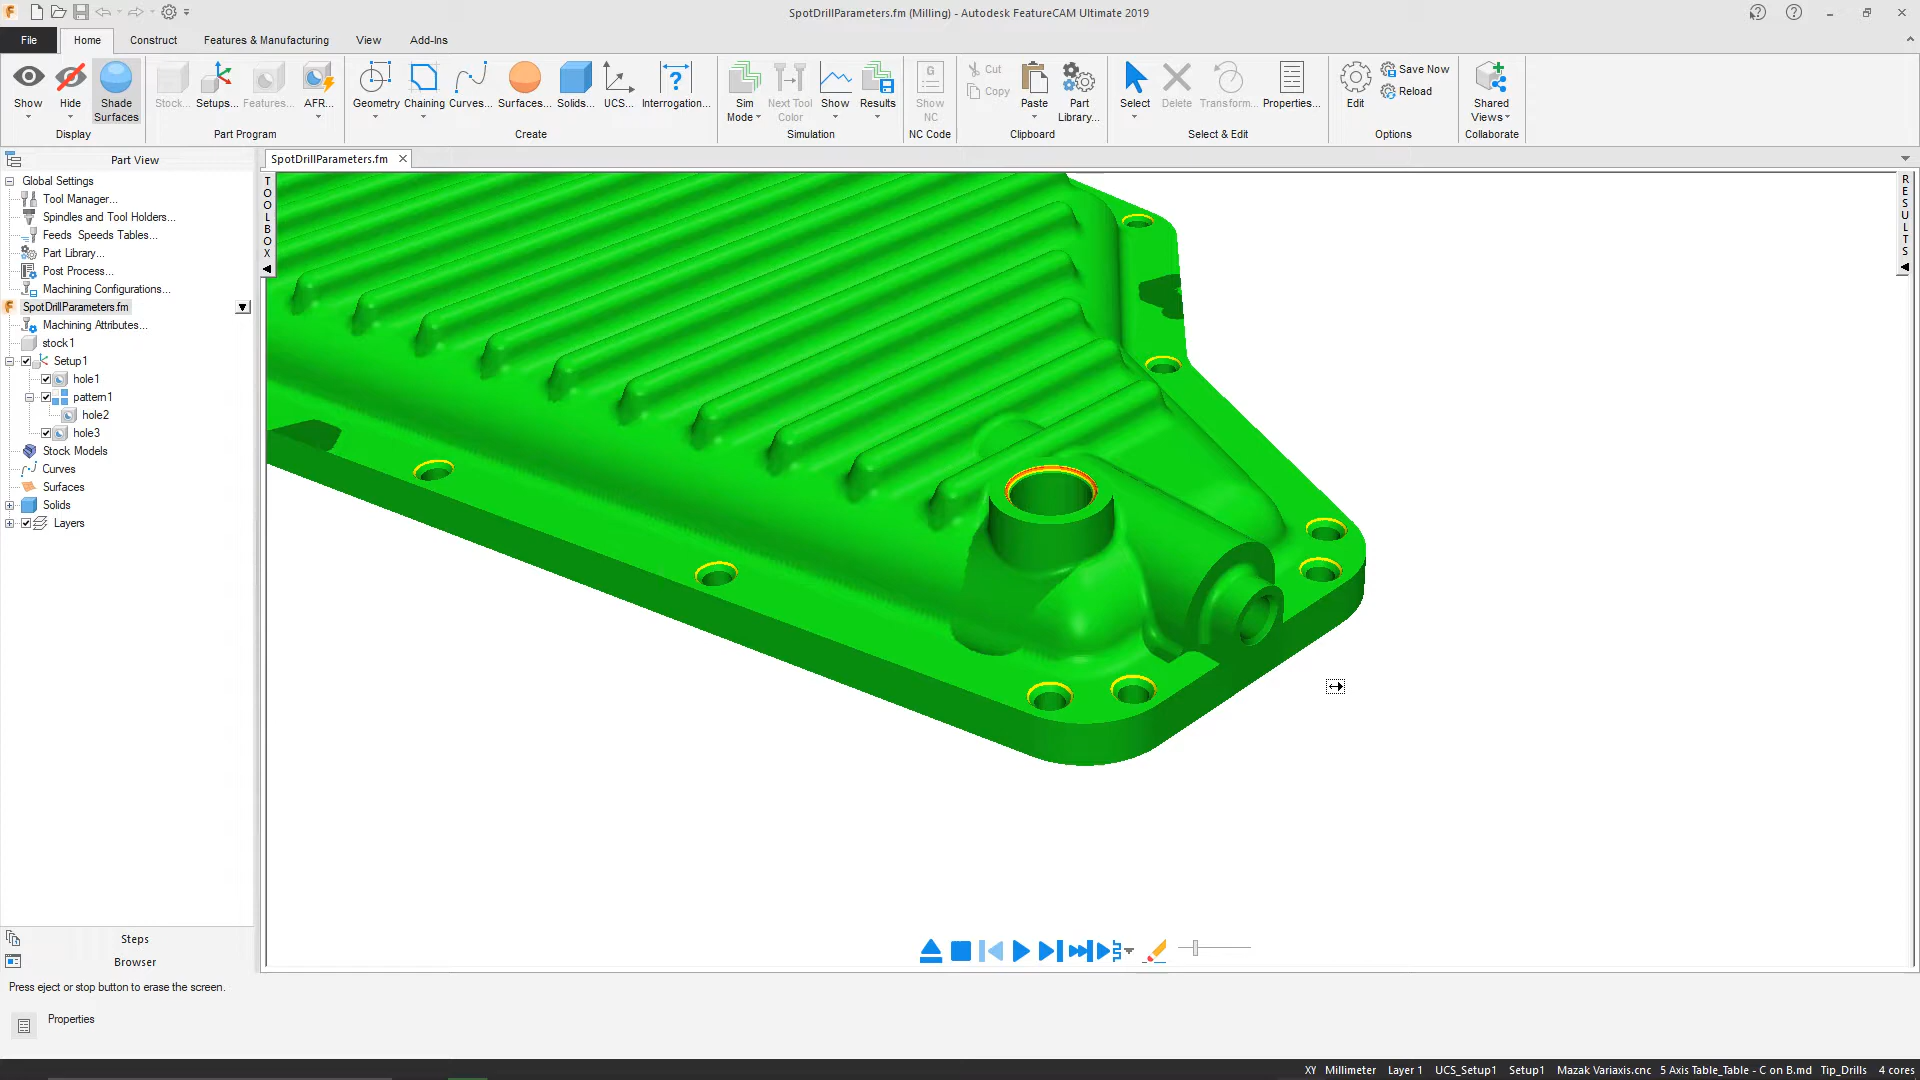 SpotDrillParameters.fm (Milling) - Autodesk FeatureCAM Ultimate 2019
File Home Construct Features & Manufacturing View Add-Ins
Show Hide Shade Surfaces
Display
Stock... Setups... Features... AFR...
Part Program
Geometry Chaining Curves... Surfaces... Solids... UCS... Interrogation...
Create
Sim Mode Next Tool Color Show Results
Simulation
Show NC
NC Code
Cut
Copy
Paste Part Library...
Clipboard
Select Delete Transform... Properties...
Select & Edit
Edit Save Now
Reload
Options
Shared Views
Collaborate
Part View
SpotDrillParameters.fm
Global Settings
Tool Manager...
Spindles and Tool Holders...
Feeds Speeds Tables...
Part Library...
Post Process...
Machining Configurations...
SpotDrillParameters.fm
Machining Attributes...
stock1
Setup1
hole1
pattern1
hole2
hole3
Stock Models
Curves
Surfaces
Solids
Layers
TOOLBOX
RESULTS
Steps
Browser
Press eject or stop button to erase the screen.
Properties
XY Millimeter Layer 1 UCS_Setup1 Setup1 Mazak Variaxis.cnc 5 Axis Table_Table - C on B.md Tip_Drills 4 cores